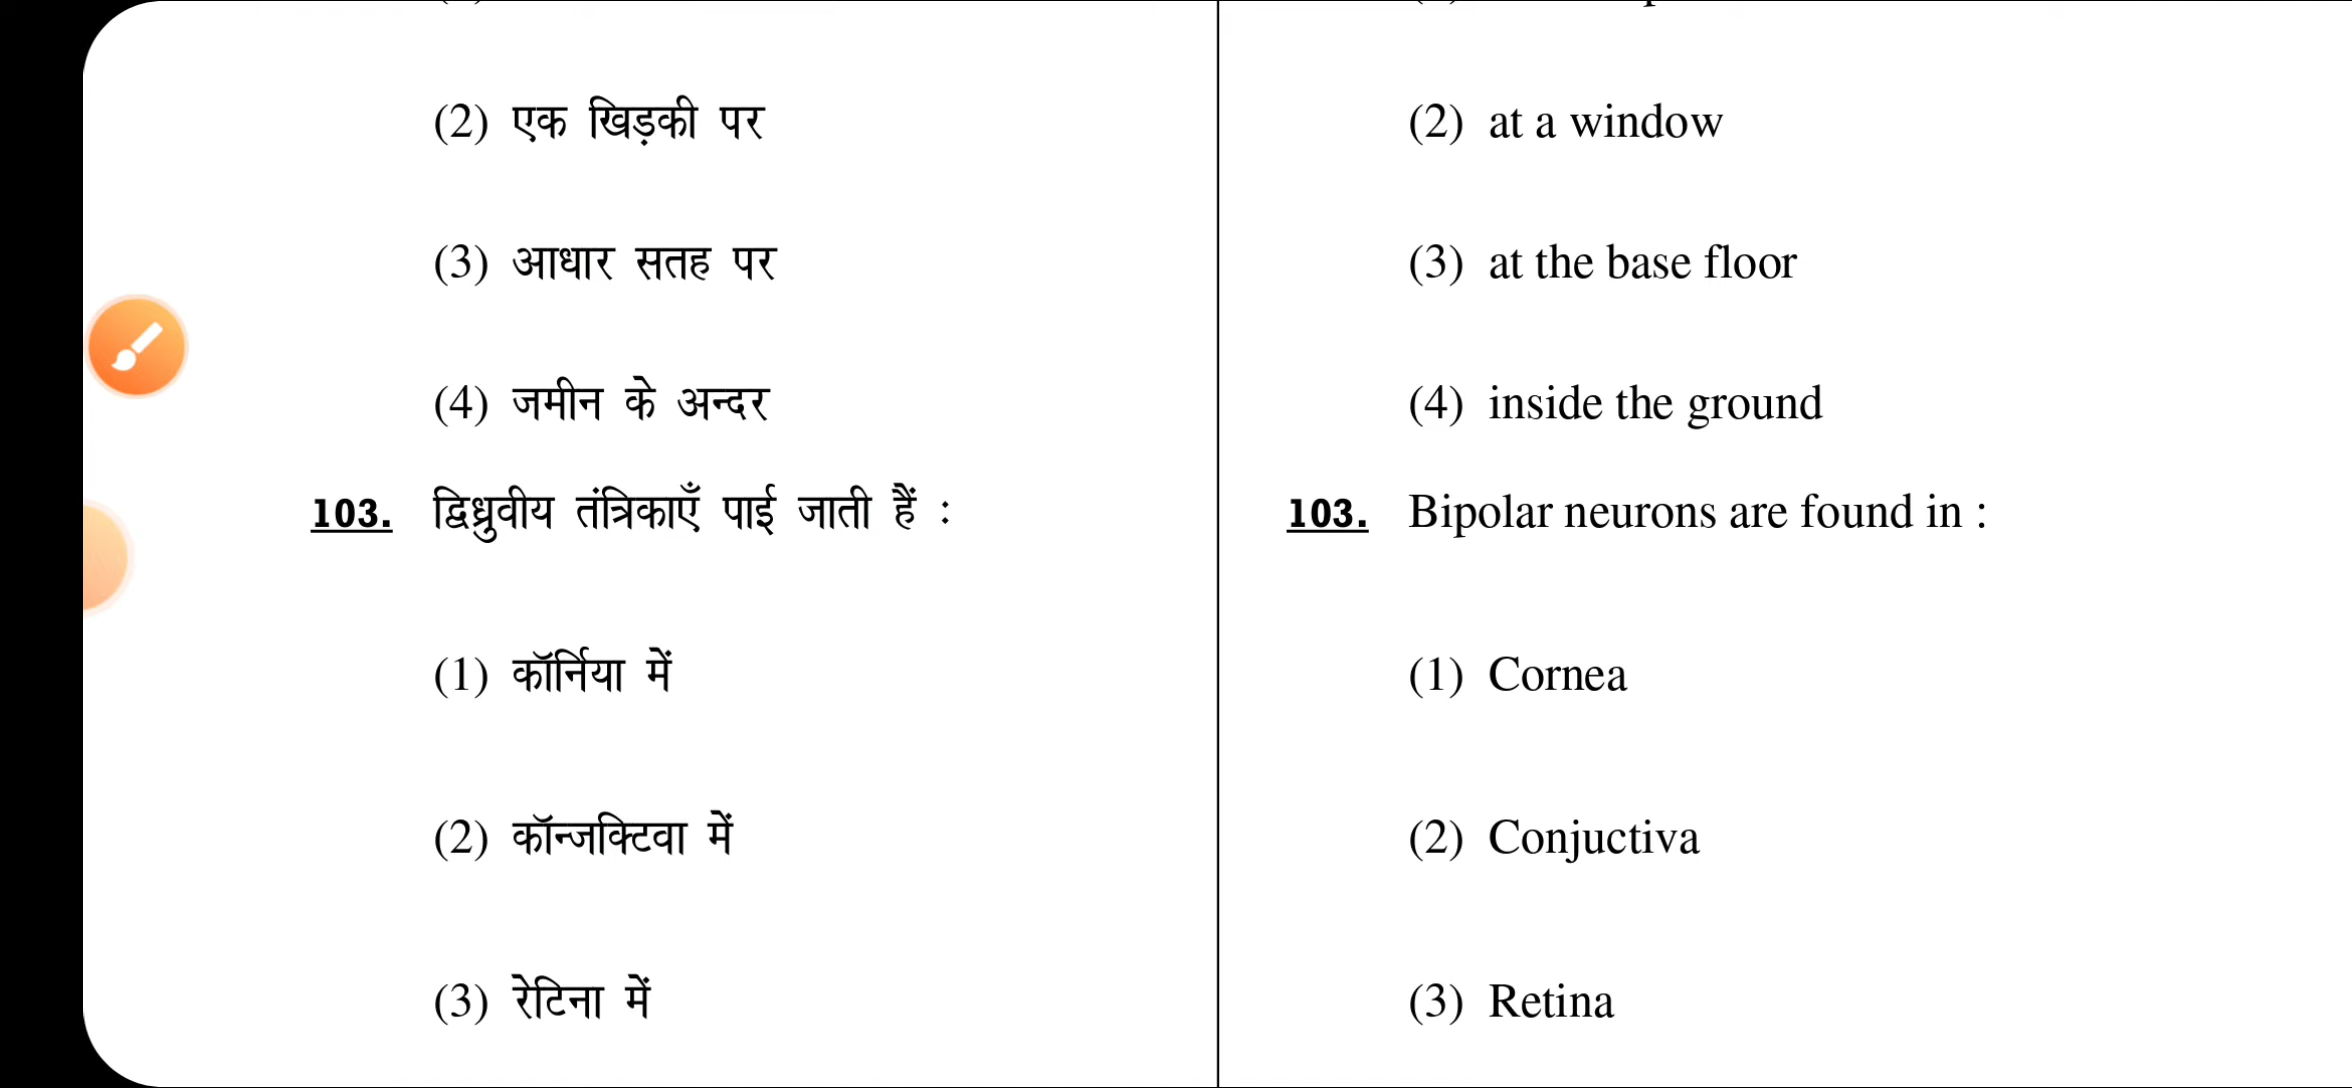 (2) एक खिड़की पर
(3) आधार सतह पर
(4) जमीन के अन्दर
103. द्विध्रुवीय तंत्रिकाएँ पाई जाती हैं :
(1) कॉर्निया में
(2) कॉन्जक्टिवा में
(3) रेटिना में
(2) at a window
(3) at the base floor
(4) inside the ground
103. Bipolar neurons are found in :
(1) Cornea
(2) Conjuctiva
(3) Retina